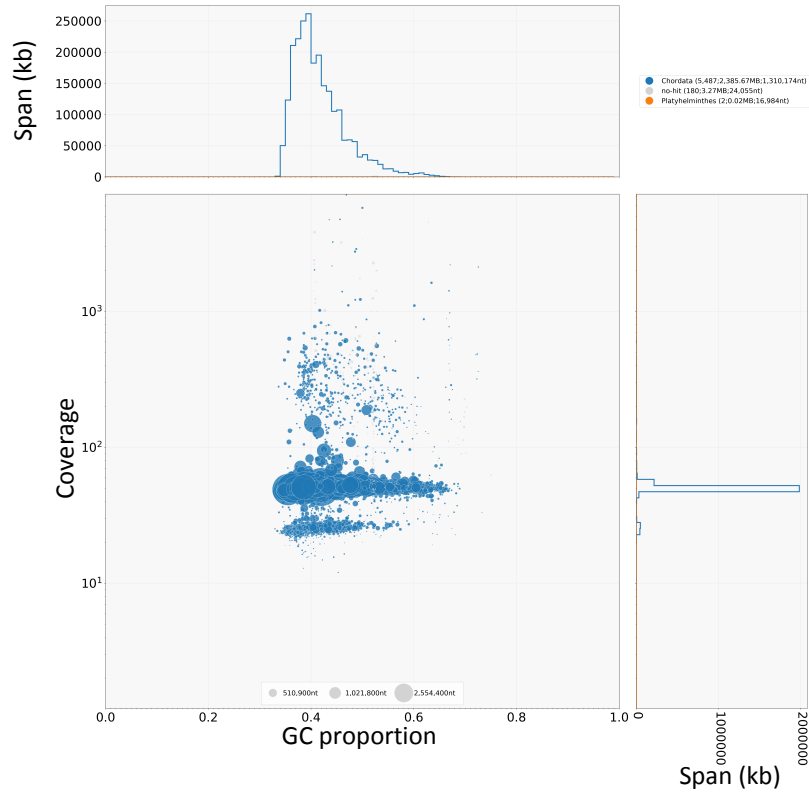 Span (kb)
250000
200000
150000
100000
50000
0
Chordata (5,487;2,385.67MB;1,310,174nt)
no-hit (180;3.27MB;24,055nt)
Platyhelminthes (2;0.02MB;16,984nt)
Coverage
10³
10²
10¹
510,900nt 1,021,800nt 2,554,400nt
0.0 0.2 0.4 0.6 0.8 1.0
GC proportion
0 1000000 2000000
Span (kb)